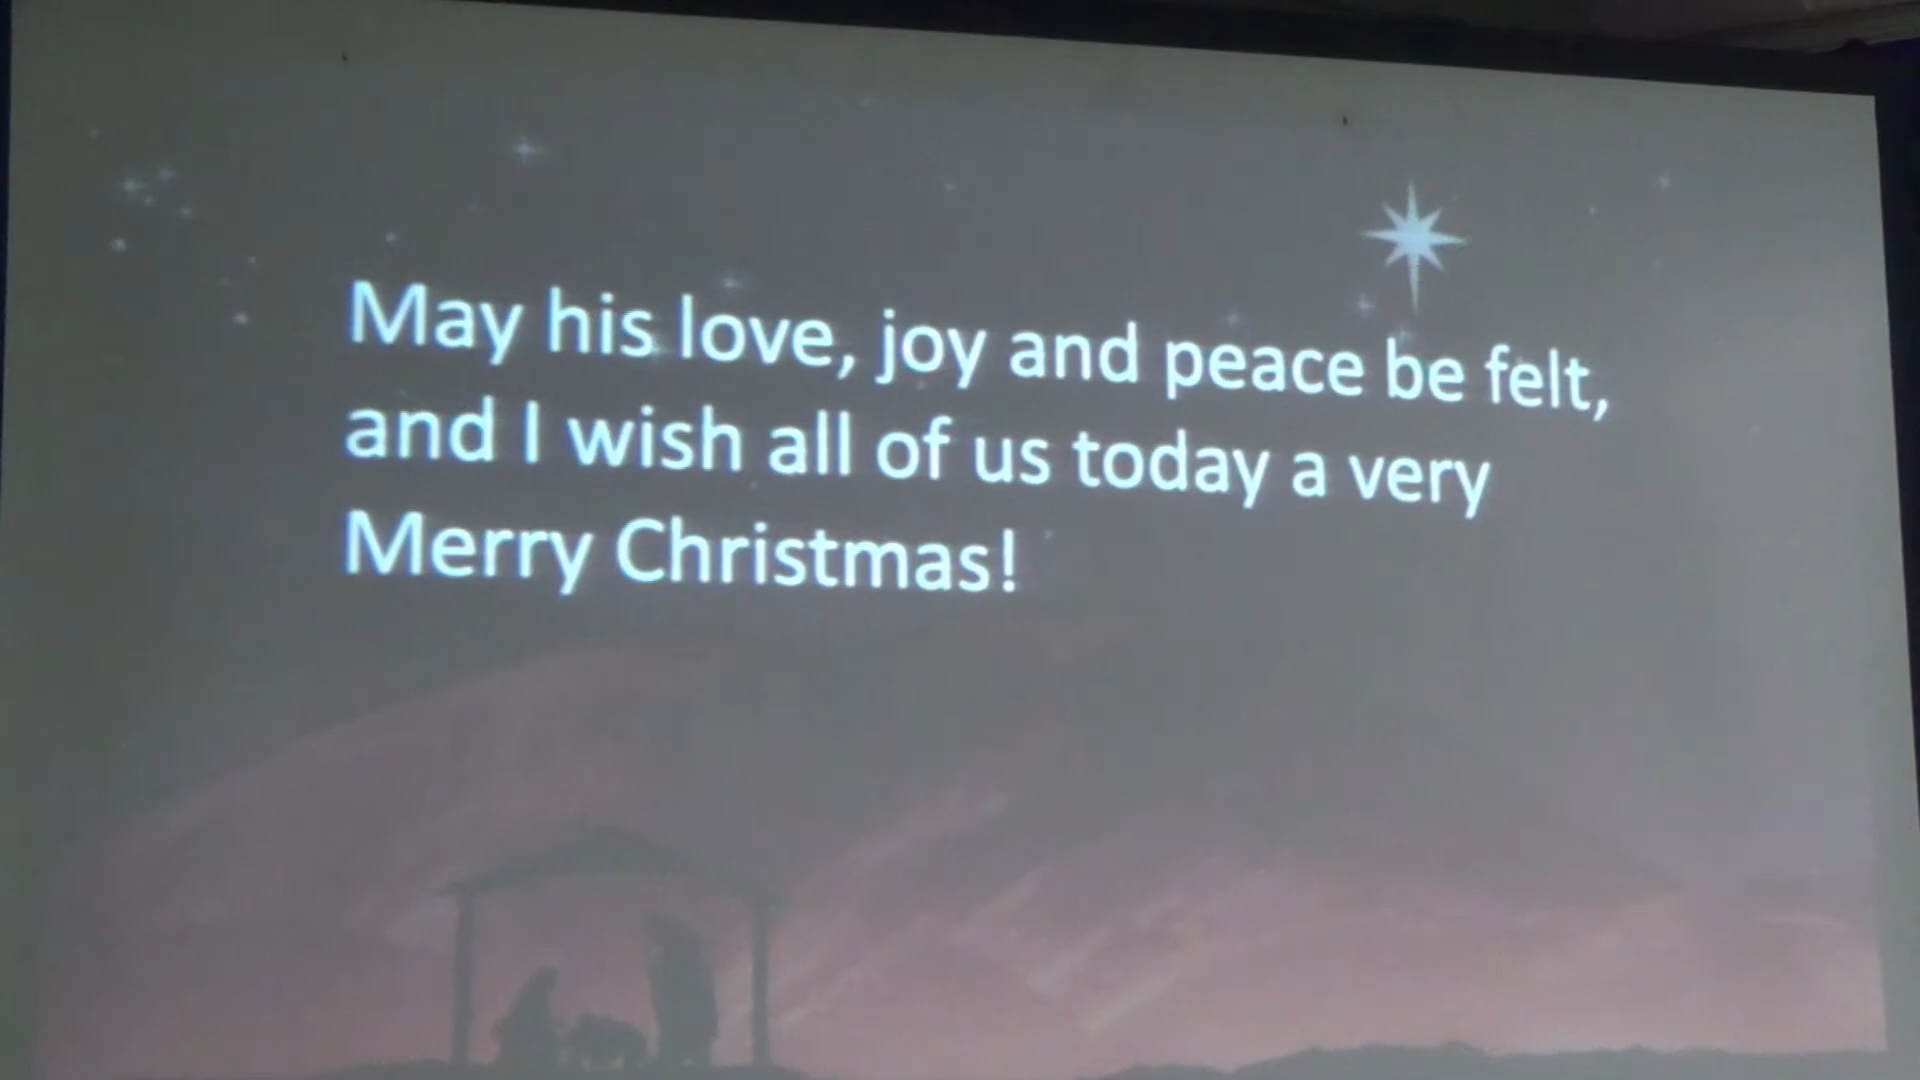 May his love, joy and peace be felt,
and I wish all of us today a very
Merry Christmas!